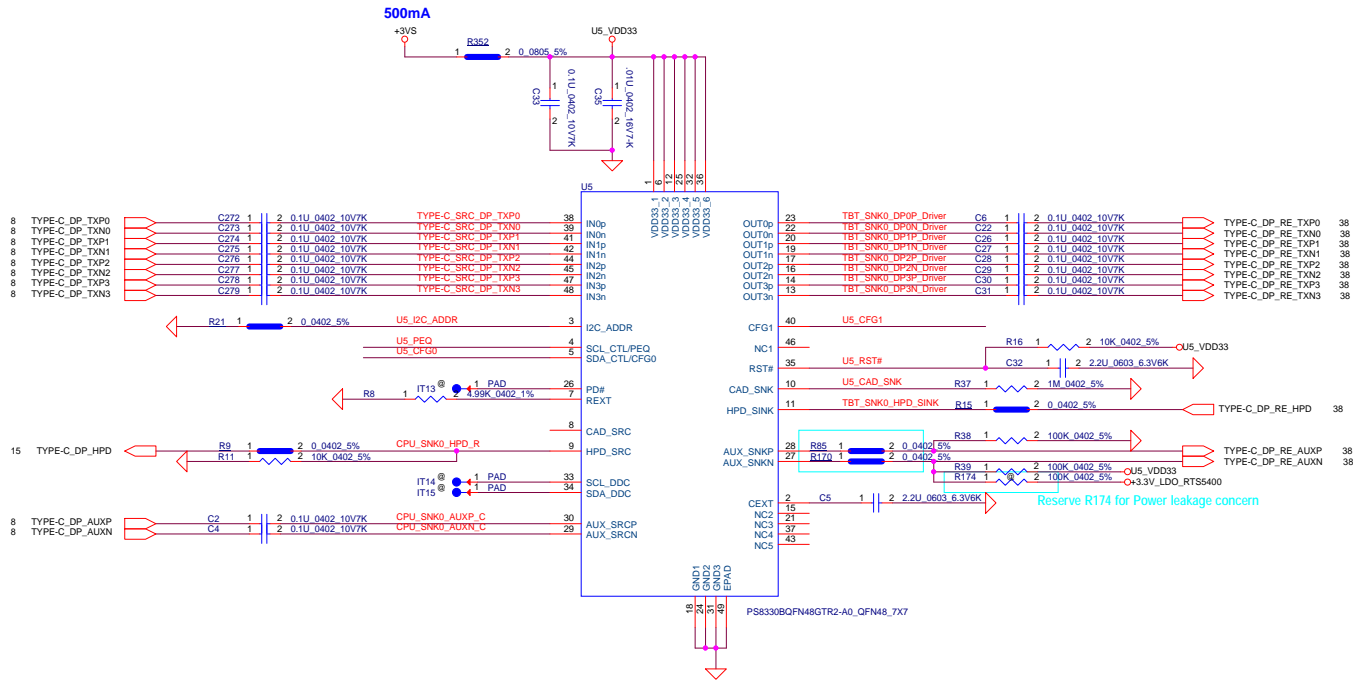 500mA
+3VS
R352
1 2 0_0805_5%
U5_VDD33
C33
0.1U_0402_10V7K
1
2
C35
.01U_0402_16V7-K
1
2
U5
1 6 12 25 32 36
VDD33_1
VDD33_2
VDD33_3
VDD33_4
VDD33_5
VDD33_6
8 TYPE-C_DP_TXP0 C272 1 2 0.1U_0402_10V7K TYPE-C_SRC_DP_TXP0 38 IN0p
8 TYPE-C_DP_TXN0 C273 1 2 0.1U_0402_10V7K TYPE-C_SRC_DP_TXN0 39 IN0n
8 TYPE-C_DP_TXP1 C274 1 2 0.1U_0402_10V7K TYPE-C_SRC_DP_TXP1 41 IN1p
8 TYPE-C_DP_TXN1 C275 1 2 0.1U_0402_10V7K TYPE-C_SRC_DP_TXN1 42 IN1n
8 TYPE-C_DP_TXP2 C276 1 2 0.1U_0402_10V7K TYPE-C_SRC_DP_TXP2 44 IN2p
8 TYPE-C_DP_TXN2 C277 1 2 0.1U_0402_10V7K TYPE-C_SRC_DP_TXN2 45 IN2n
8 TYPE-C_DP_TXP3 C278 1 2 0.1U_0402_10V7K TYPE-C_SRC_DP_TXP3 47 IN3p
8 TYPE-C_DP_TXN3 C279 1 2 0.1U_0402_10V7K TYPE-C_SRC_DP_TXN3 48 IN3n
OUT0p 23 TBT_SNK0_DP0P_Driver C6 1 2 0.1U_0402_10V7K TYPE-C_DP_RE_TXP0 38
OUT0n 22 TBT_SNK0_DP0N_Driver C22 1 2 0.1U_0402_10V7K TYPE-C_DP_RE_TXN0 38
OUT1p 20 TBT_SNK0_DP1P_Driver C26 1 2 0.1U_0402_10V7K TYPE-C_DP_RE_TXP1 38
OUT1n 19 TBT_SNK0_DP1N_Driver C27 1 2 0.1U_0402_10V7K TYPE-C_DP_RE_TXN1 38
OUT2p 17 TBT_SNK0_DP2P_Driver C28 1 2 0.1U_0402_10V7K TYPE-C_DP_RE_TXP2 38
OUT2n 16 TBT_SNK0_DP2N_Driver C29 1 2 0.1U_0402_10V7K TYPE-C_DP_RE_TXN2 38
OUT3p 14 TBT_SNK0_DP3P_Driver C30 1 2 0.1U_0402_10V7K TYPE-C_DP_RE_TXP3 38
OUT3n 13 TBT_SNK0_DP3N_Driver C31 1 2 0.1U_0402_10V7K TYPE-C_DP_RE_TXN3 38
R21 1 2 0_0402_5% U5_I2C_ADDR 3 I2C_ADDR
U5_PEQ 4 SCL_CTL/PEQ
U5_CFG0 5 SDA_CTL/CFG0
IT13 @ 1 PAD 26 PD#
R8 1 2 4.99K_0402_1% 7 REXT
8 CAD_SRC
15 TYPE-C_DP_HPD R9 1 2 0_0402_5% CPU_SNK0_HPD_R 9 HPD_SRC
R11 1 2 10K_0402_5%
IT14 @ 1 PAD 33 SCL_DDC
IT15 @ 1 PAD 34 SDA_DDC
8 TYPE-C_DP_AUXP C2 1 2 0.1U_0402_10V7K CPU_SNK0_AUXP_C 30 AUX_SRCP
8 TYPE-C_DP_AUXN C4 1 2 0.1U_0402_10V7K CPU_SNK0_AUXN_C 29 AUX_SRCN
CFG1 40 U5_CFG1
NC1 46
R16 1 2 10K_0402_5% U5_VDD33
RST# 35 U5_RST# C32 1 2 2.2U_0603_6.3V6K
CAD_SNK 10 U5_CAD_SNK R37 1 2 1M_0402_5%
HPD_SINK 11 TBT_SNK0_HPD_SINK R15 1 2 0_0402_5% TYPE-C_DP_RE_HPD 38
R38 1 2 100K_0402_5%
AUX_SNKP 28 R85 1 2 0_0402_5% TYPE-C_DP_RE_AUXP 38
AUX_SNKN 27 R170 1 2 0_0402_5% TYPE-C_DP_RE_AUXN 38
R39 1 2 100K_0402_5% U5_VDD33
R174 1 @ 2 100K_0402_5% +3.3V_LDO_RTS5400
Reserve R174 for Power leakage concern
CEXT 2 C5 1 2 2.2U_0603_6.3V6K
NC2 15
NC3 21
NC4 37
NC5 43
GND1
GND2
GND3
EPAD
18 24 31 49
PS8330BQFN48GTR2-A0_QFN48_7X7